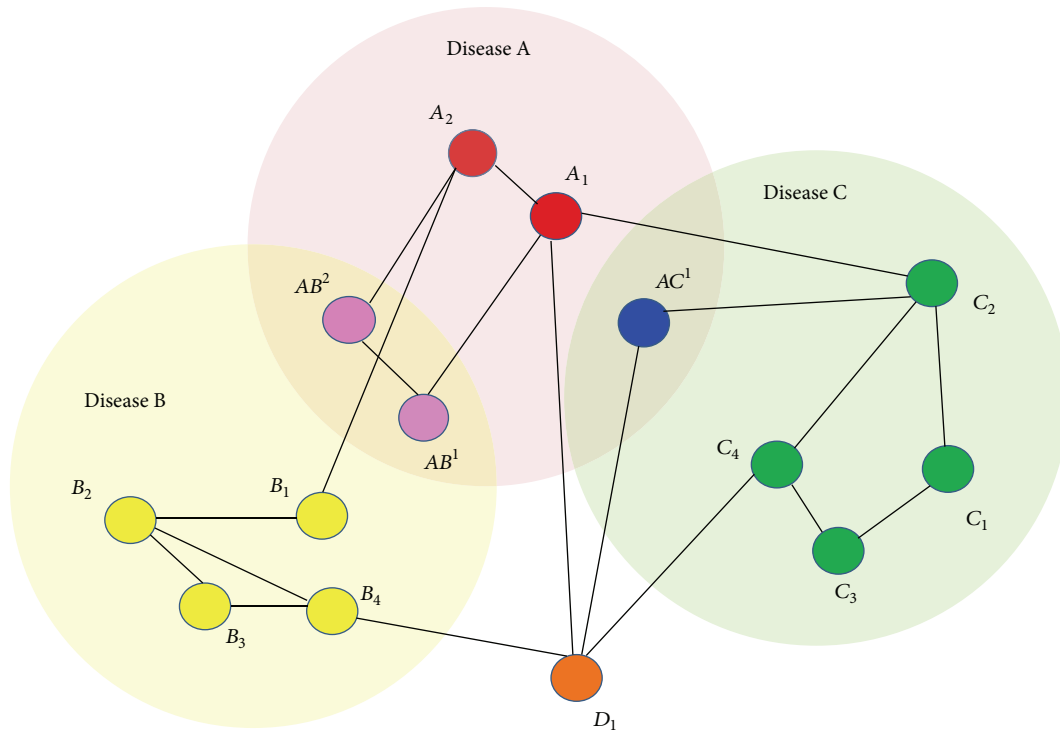 Disease A
A₂
A₁
Disease C
AB²
AC¹
C₂
Disease B
AB¹
C₄
B₂
B₁
C₁
B₄
C₃
B₃
D₁